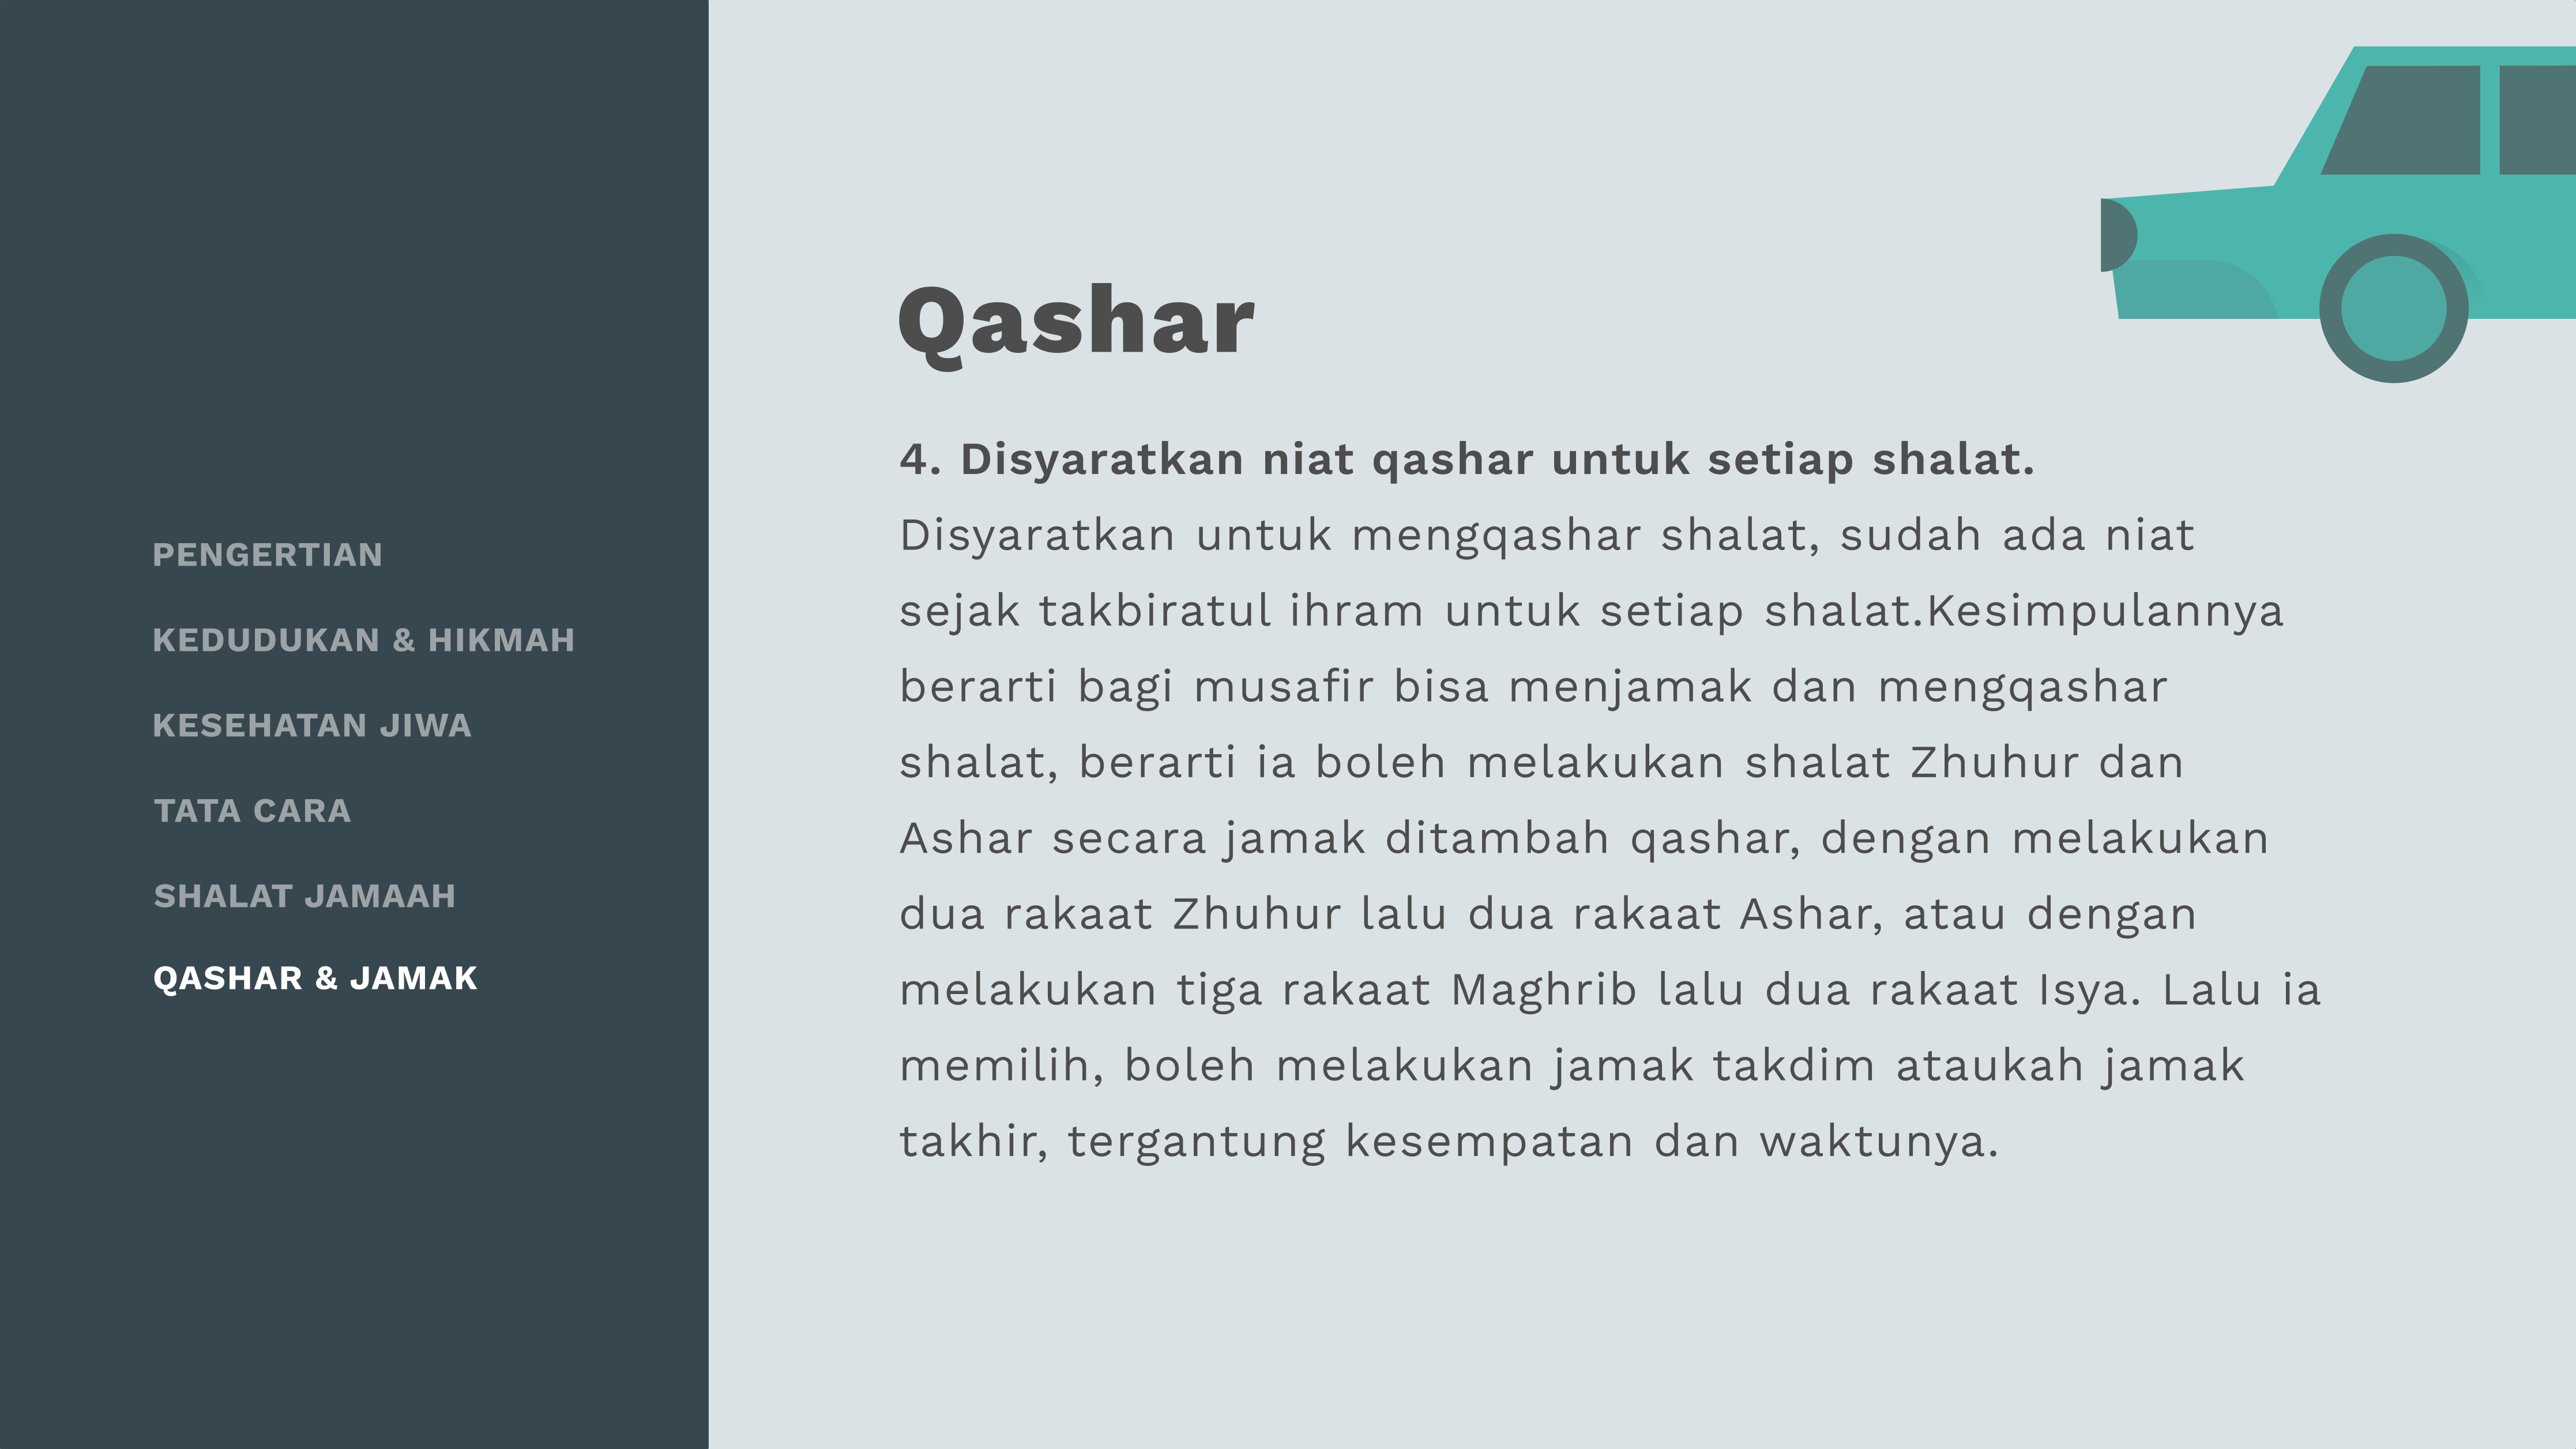 PENGERTIAN
KEDUDUKAN & HIKMAH
KESEHATAN JIWA
TATA CARA
SHALAT JAMAAH
QASHAR & JAMAK
Qashar
4. Disyaratkan niat qashar untuk setiap shalat.
Disyaratkan untuk mengqashar shalat, sudah ada niat
sejak takbiratul ihram untuk setiap shalat.Kesimpulannya
berarti bagi musafir bisa menjamak dan mengqashar
shalat, berarti ia boleh melakukan shalat Zhuhur dan
Ashar secara jamak ditambah qashar, dengan melakukan
dua rakaat Zhuhur lalu dua rakaat Ashar, atau dengan
melakukan tiga rakaat Maghrib lalu dua rakaat Isya. Lalu ia
memilih, boleh melakukan jamak takdim ataukah jamak
takhir, tergantung kesempatan dan waktunya.